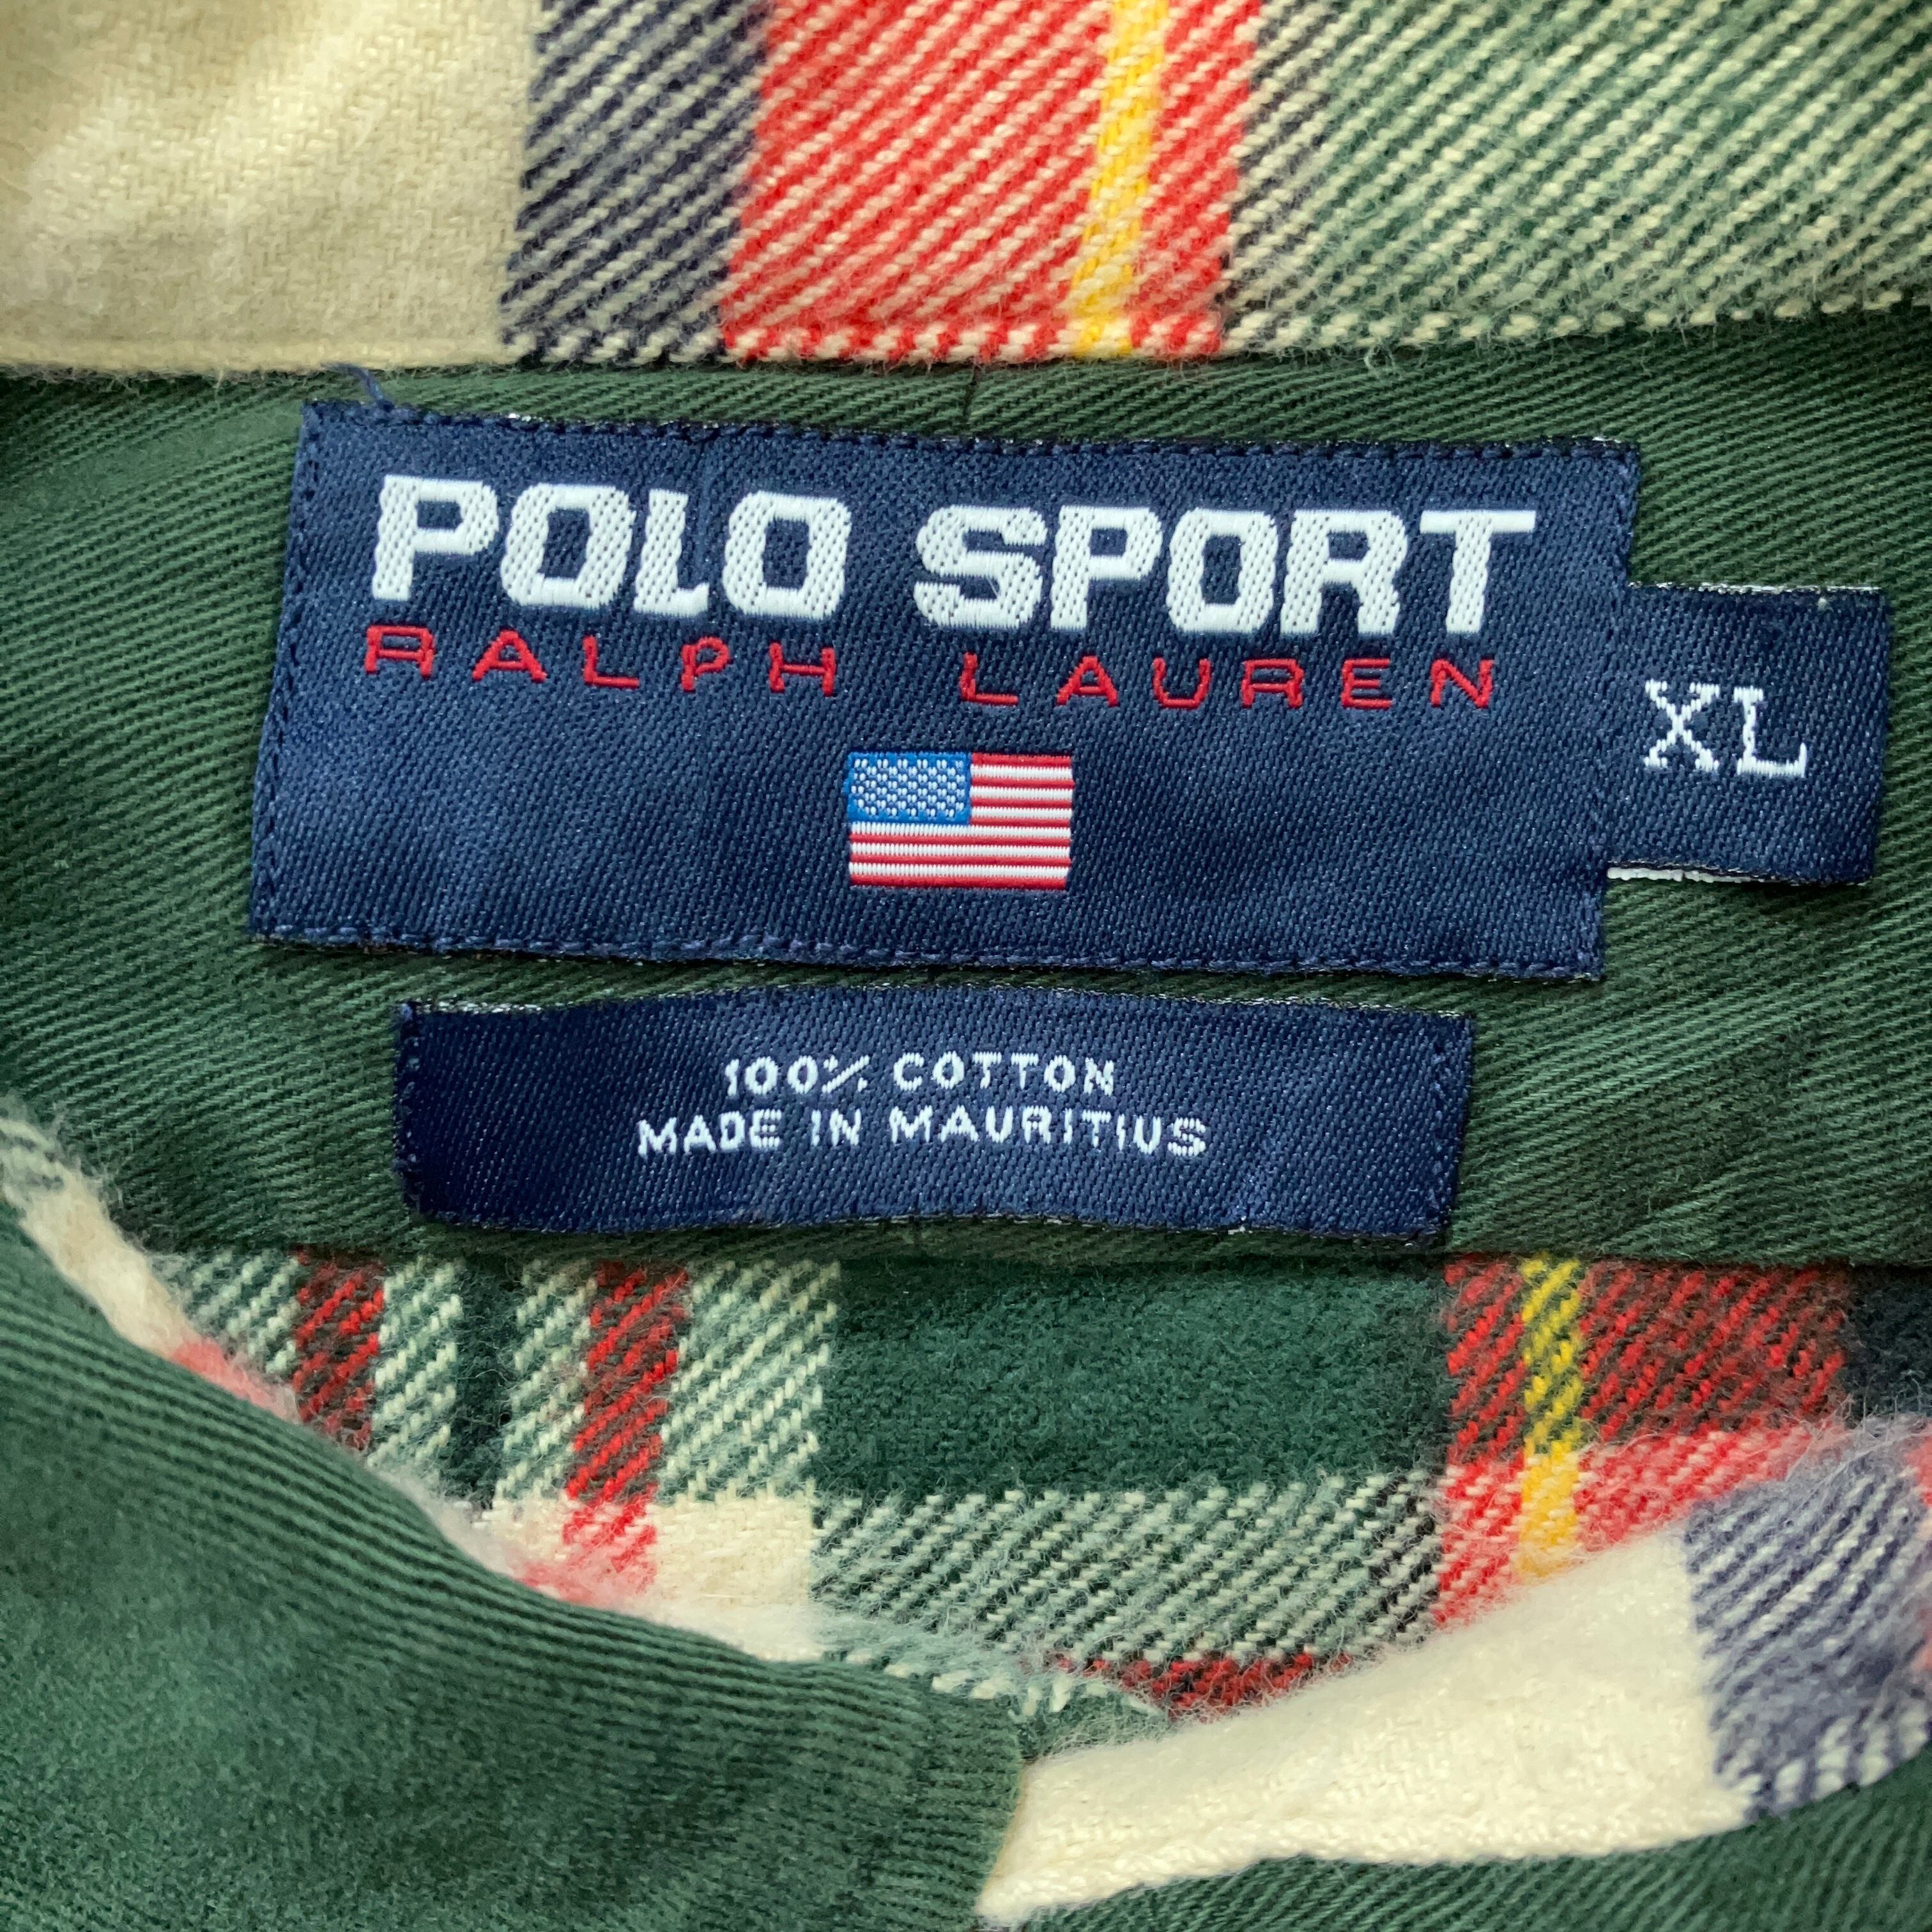 POLO SPORT
RALPH LAUREN
XL
100% COTTON
MADE IN MAURITIUS